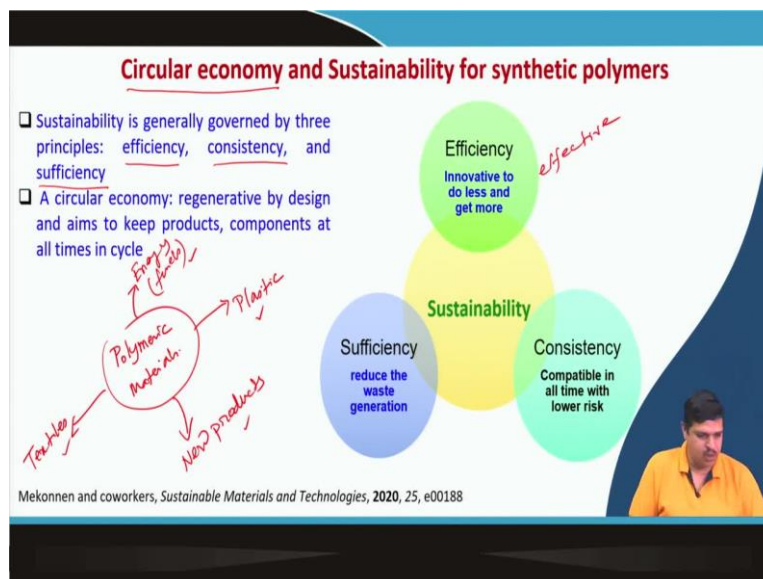 Circular economy and Sustainability for synthetic polymers
❑ Sustainability is generally governed by three
principles: efficiency, consistency, and
sufficiency
❑ A circular economy: regenerative by design
and aims to keep products, components at
all times in cycle
Energy
(fuels)
Plastic
Polymeric
Materials.
Textiles
New products
Efficiency
Innovative to
do less and
get more
effective
Sustainability
Sufficiency
reduce the
waste
generation
Consistency
Compatible in
all time with
lower risk
Mekonnen and coworkers, Sustainable Materials and Technologies, 2020, 25, e00188